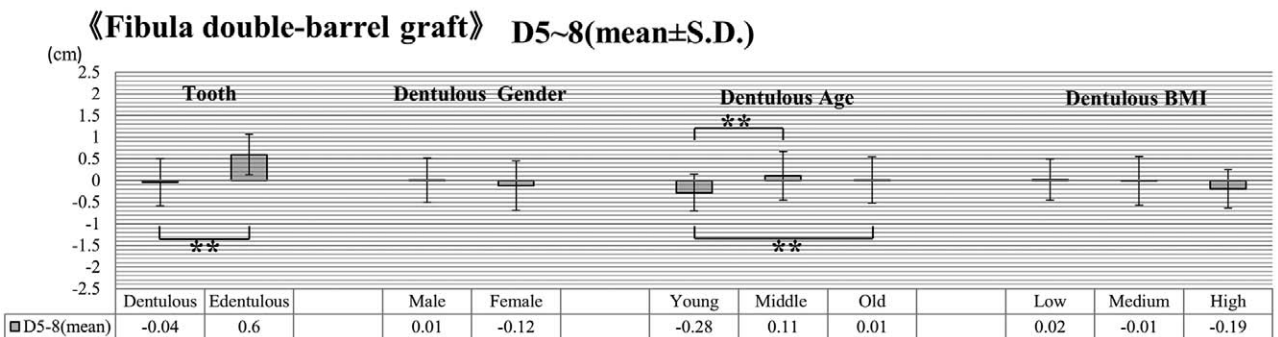 《Fibula double-barrel graft》 D5~8(mean±S.D.)
(cm)
2.5
2
1.5
1
0.5
0
-0.5
-1
-1.5
-2
-2.5
Tooth Dentulous Gender Dentulous Age Dentulous BMI
**
**
**
Dentulous Edentulous Male Female Young Middle Old Low Medium High
D5-8(mean) -0.04 0.6 0.01 -0.12 -0.28 0.11 0.01 0.02 -0.01 -0.19